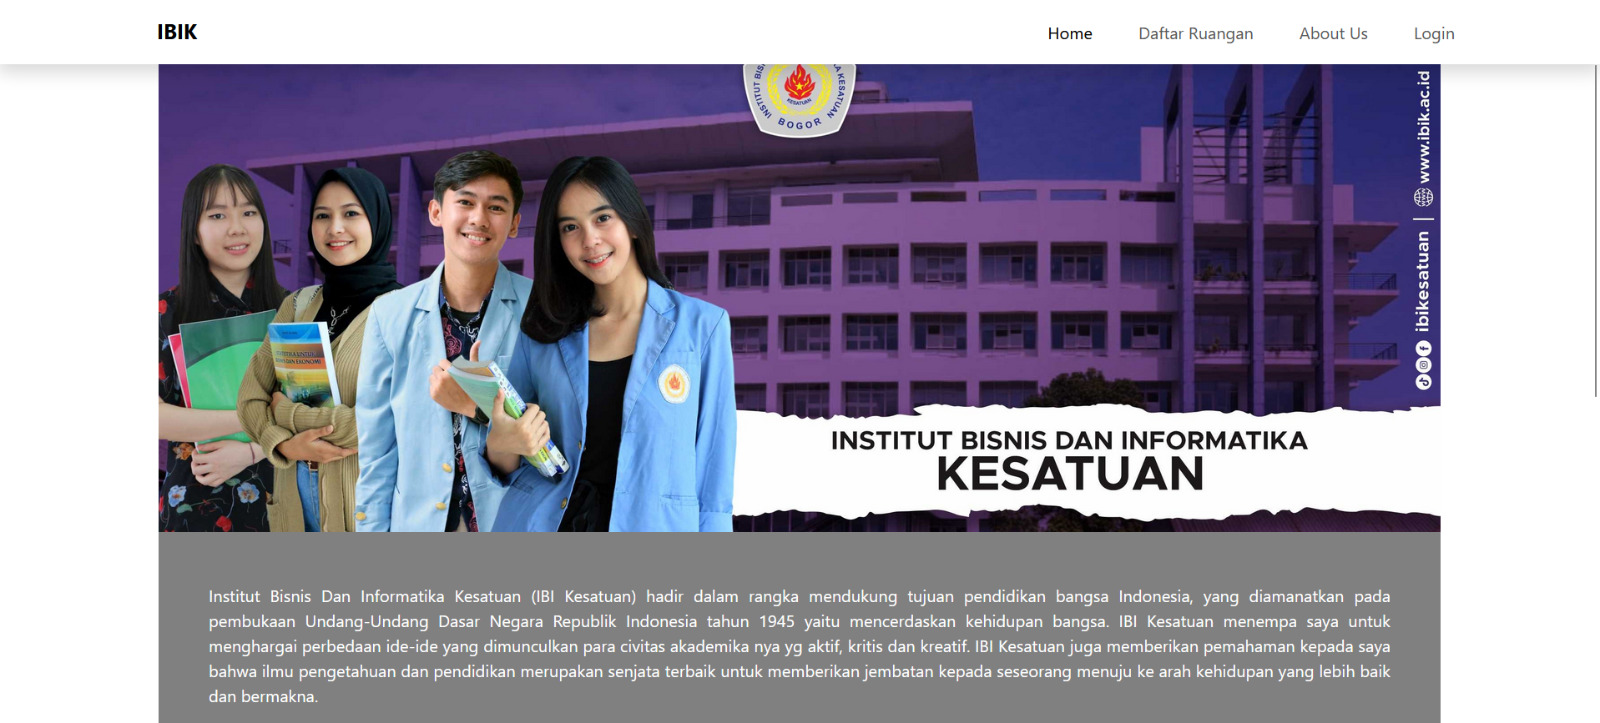 IBIK
Home
Daftar Ruangan
About Us
Login
KESATUAN
BOGOR
www.ibik.ac.id
ibikesatuan
INSTITUT BISNIS DAN INFORMATIKA
KESATUAN
Institut Bisnis Dan Informatika Kesatuan (IBI Kesatuan) hadir dalam rangka mendukung tujuan pendidikan bangsa Indonesia, yang diamanatkan pada
pembukaan Undang-Undang Dasar Negara Republik Indonesia tahun 1945 yaitu mencerdaskan kehidupan bangsa. IBI Kesatuan menempa saya untuk
menghargai perbedaan ide-ide yang dimunculkan para civitas akademika nya yg aktif, kritis dan kreatif. IBI Kesatuan juga memberikan pemahaman kepada saya
bahwa ilmu pengetahuan dan pendidikan merupakan senjata terbaik untuk memberikan jembatan kepada seseorang menuju ke arah kehidupan yang lebih baik
dan bermakna.